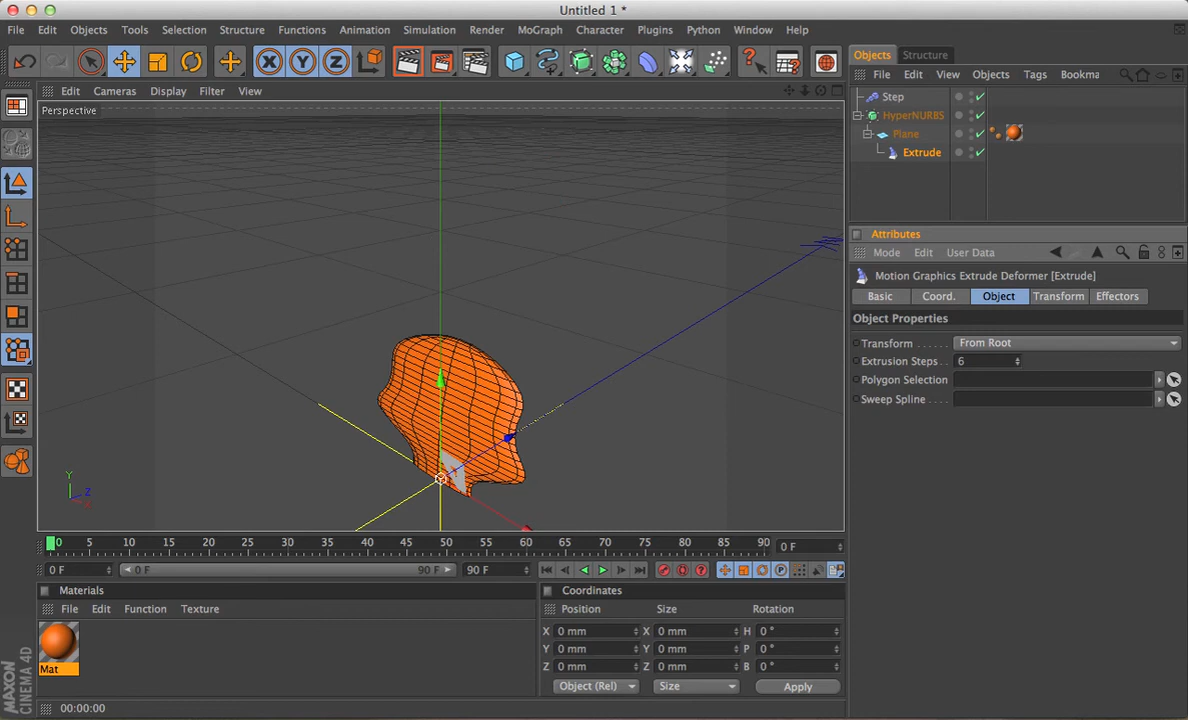 Untitled 1 *
File Edit Objects Tools Selection Structure Functions Animation Simulation Render MoGraph Character Plugins Python Window Help
X Y Z
Objects Structure
File Edit View Objects Tags Bookma
Edit Cameras Display Filter View
Perspective
Step
HyperNURBS
Plane
Extrude
Attributes
Mode Edit User Data
Motion Graphics Extrude Deformer [Extrude]
Basic Coord. Object Transform Effectors
Object Properties
Transform From Root
Extrusion Steps 6
Polygon Selection
Sweep Spline
Y
Z
X
0 5 10 15 20 25 30 35 40 45 50 55 60 65 70 75 80 85 90 0 F
0 F 0 F 90 F 90 F
P
Materials
File Edit Function Texture
Mat
Coordinates
Position Size Rotation
X 0 mm X 0 mm H 0 °
Y 0 mm Y 0 mm P 0 °
Z 0 mm Z 0 mm B 0 °
Object (Rel) Size Apply
MAXON
CINEMA 4D
00:00:00